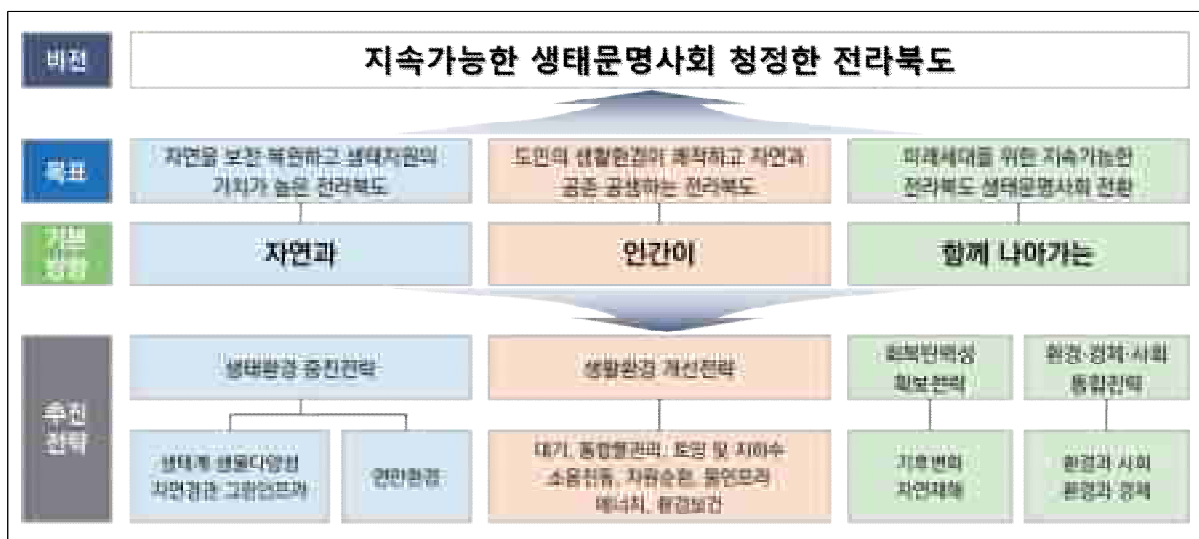 비전
지속가능한 생태문명사회 청정한 전라북도
목표
자연을 보전 복원하고 생태자원의
가치가 높은 전라북도
도민의 생활환경이 쾌적하고 자연과
공존 공생하는 전라북도
미래세대를 위한 지속가능한
전라북도 생태문명사회 전환
기본
방향
자연과
인간이
함께 나아가는
추진
전략
생태환경 증진전략
생활환경 개선전략
회복탄력성
확보전략
환경·경제·사회
통합전략
생태계 생물다양성
자연경관 그린인프라
연안환경
대기, 통합물관리, 토양 및 지하수
소음진동, 자원순환, 물인프라
에너지, 환경보건
기후변화
자연재해
환경과 사회
환경과 경제